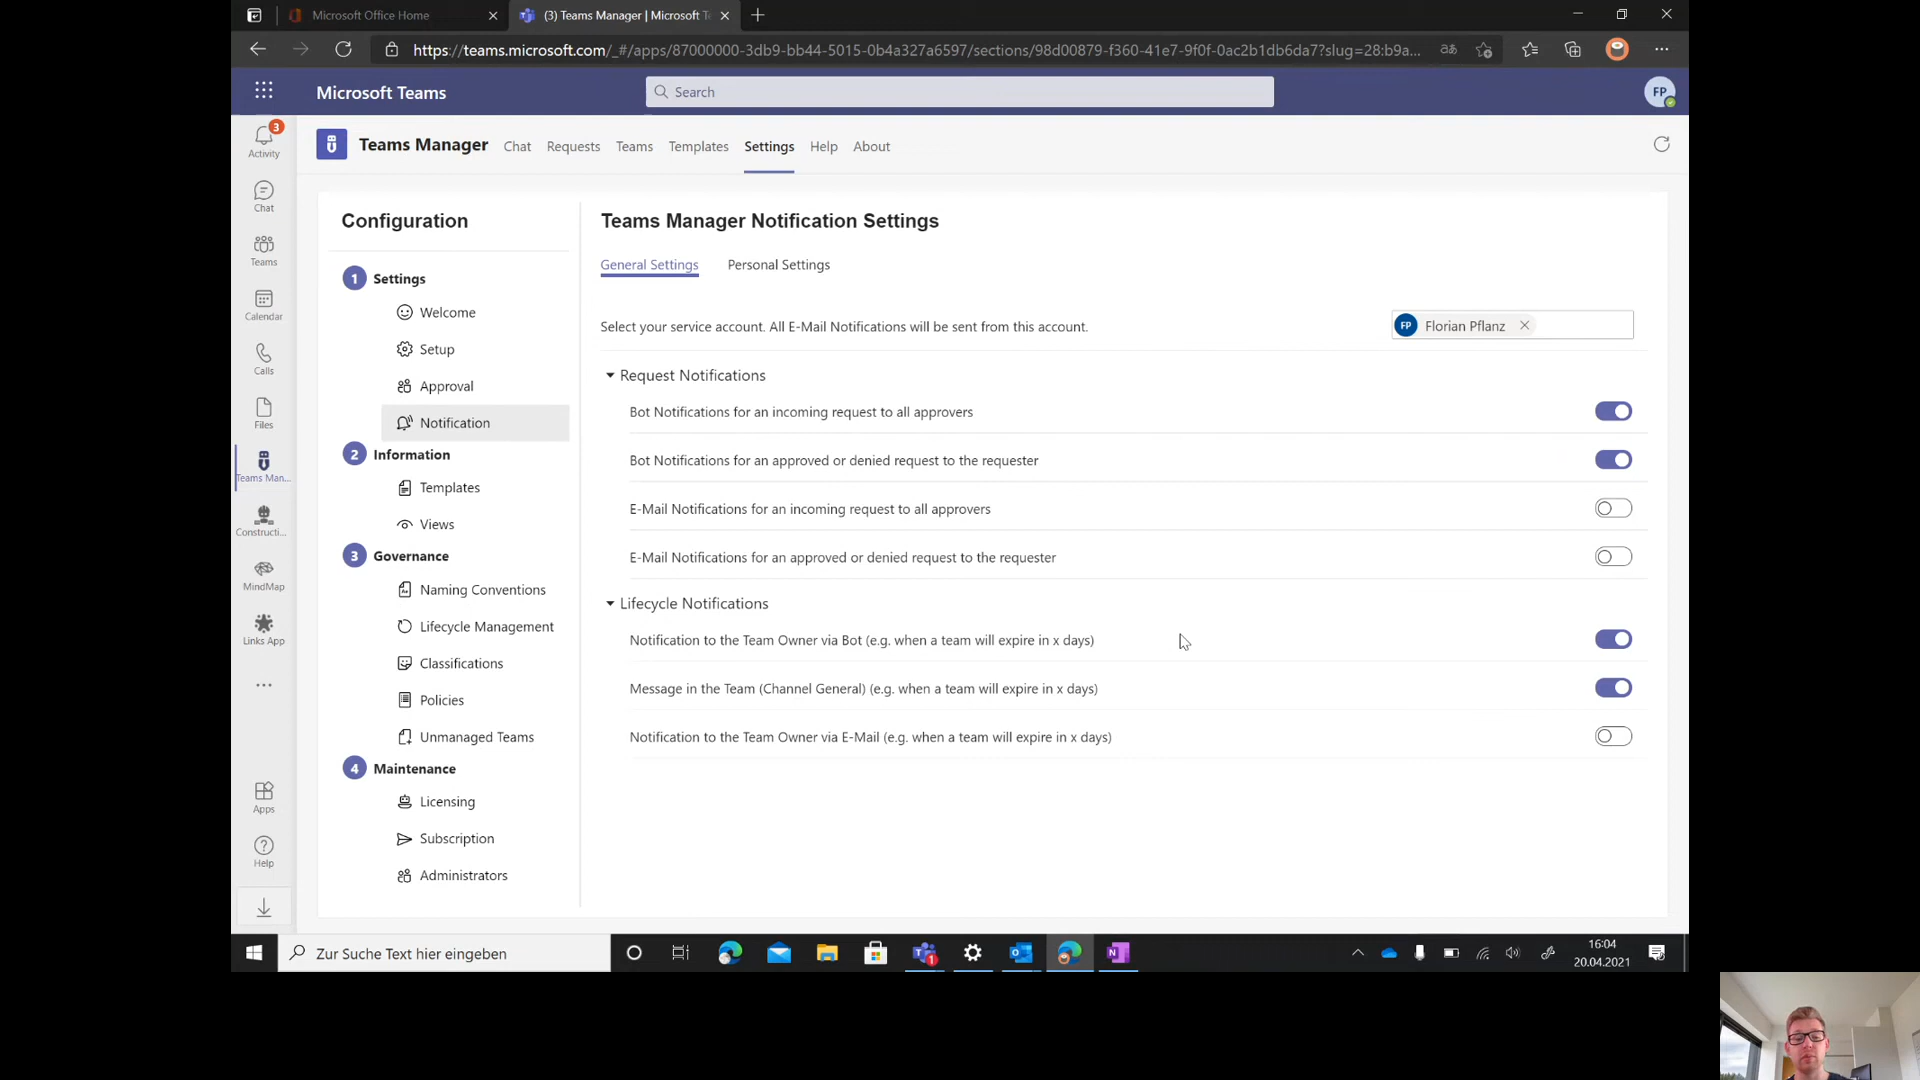 Microsoft Office Home
(3) Teams Manager | Microsoft Te
https://teams.microsoft.com/_#/apps/87000000-3db9-bb44-5015-0b4a327a6597/sections/98d00879-f360-41e7-9f0f-0ac2b1db6da7?slug=28:b9a...
Microsoft Teams
Search
FP
3
Activity
Chat
Teams
Calendar
Calls
Files
Teams Man...
Constructi...
MindMap
Links App
Apps
Help
Teams Manager
Chat
Requests
Teams
Templates
Settings
Help
About
Configuration
1 Settings
Welcome
Setup
Approval
Notification
2 Information
Templates
Views
3 Governance
Naming Conventions
Lifecycle Management
Classifications
Policies
Unmanaged Teams
4 Maintenance
Licensing
Subscription
Administrators
Teams Manager Notification Settings
General Settings
Personal Settings
Select your service account. All E-Mail Notifications will be sent from this account.
FP Florian Pflanz
Request Notifications
Bot Notifications for an incoming request to all approvers
Bot Notifications for an approved or denied request to the requester
E-Mail Notifications for an incoming request to all approvers
E-Mail Notifications for an approved or denied request to the requester
Lifecycle Notifications
Notification to the Team Owner via Bot (e.g. when a team will expire in x days)
Message in the Team (Channel General) (e.g. when a team will expire in x days)
Notification to the Team Owner via E-Mail (e.g. when a team will expire in x days)
Zur Suche Text hier eingeben
1
16:04
20.04.2021